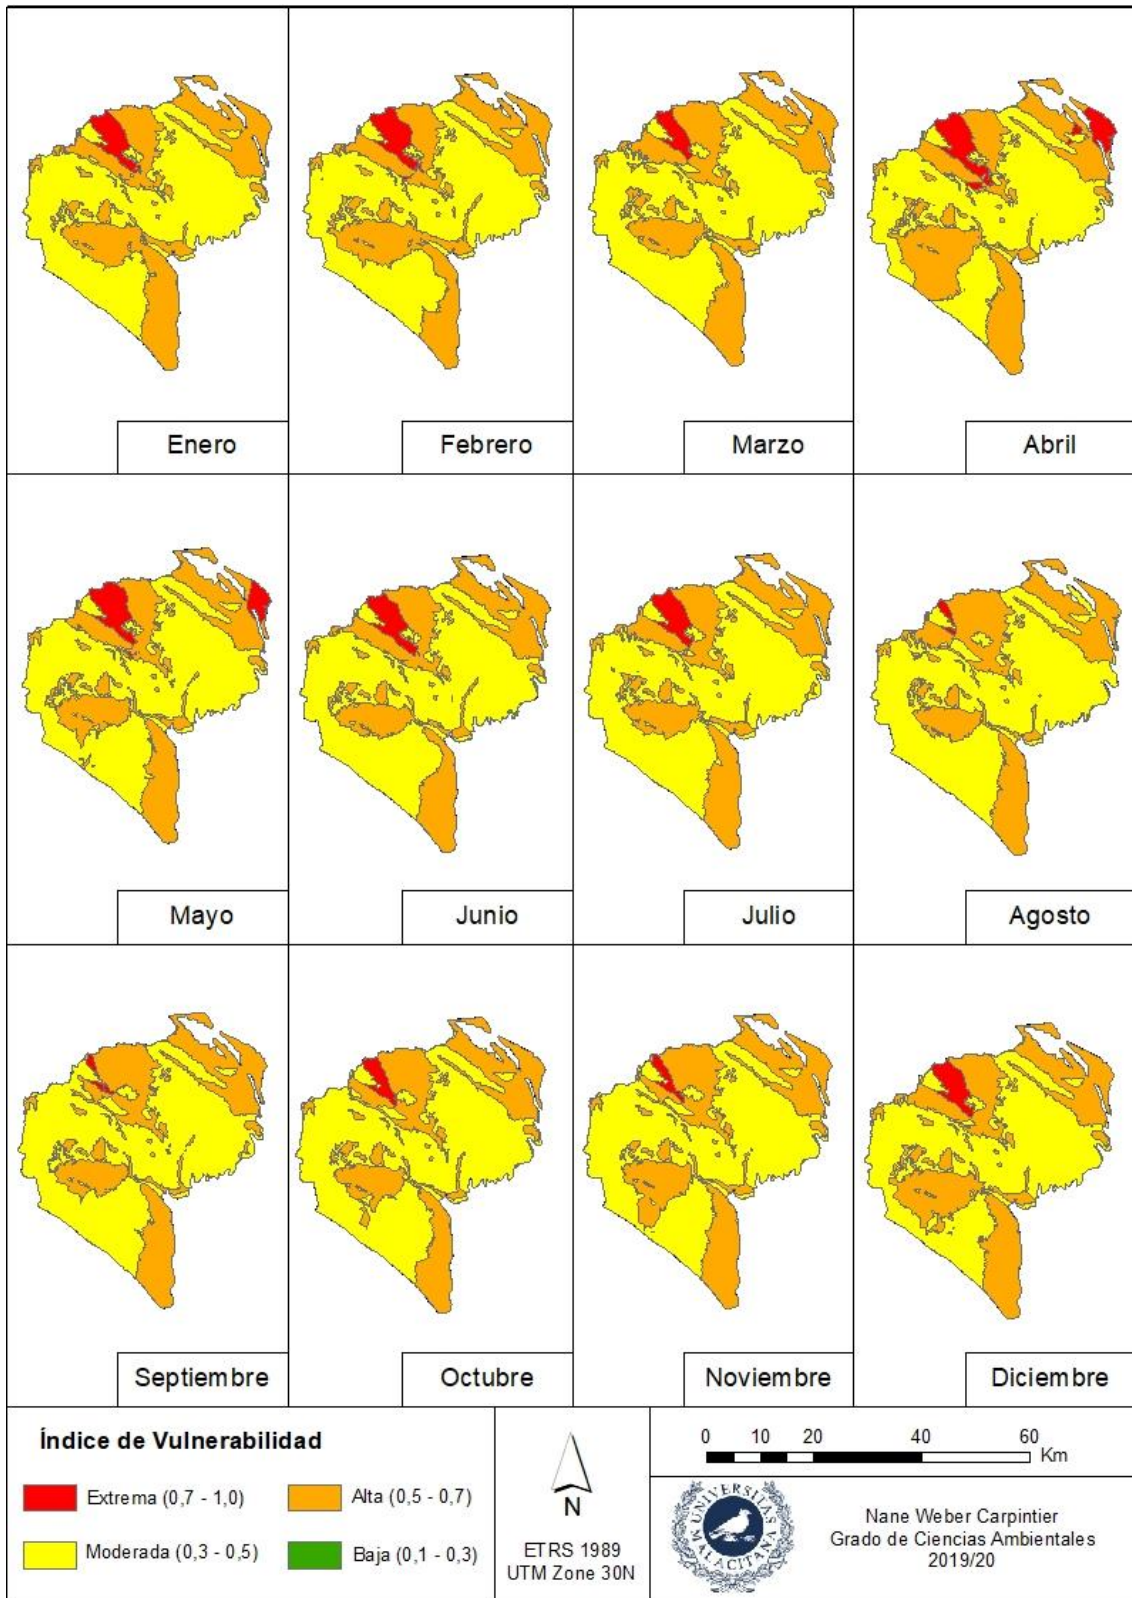 Enero
Febrero
Marzo
Abril
Mayo
Junio
Julio
Agosto
Septiembre
Octubre
Noviembre
Diciembre
Índice de Vulnerabilidad
Extrema (0,7 - 1,0)
Alta (0,5 - 0,7)
Moderada (0,3 - 0,5)
Baja (0,1 - 0,3)
N
ETRS 1989
UTM Zone 30N
0 10 20 40 60
Km
UNIVERSITAS
MALACITANA
Nane Weber Carpintier
Grado de Ciencias Ambientales
2019/20